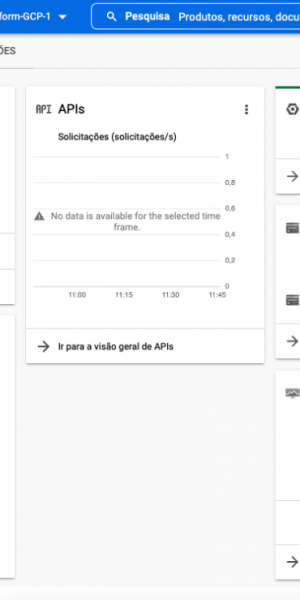 form-GCP-1
Pesquisa Produtos, recursos, docu
ÕES
API APIs
Solicitações (solicitações/s)
1
0,8
0,6
No data is available for the selected time
frame.
0,4
0,2
0
11:00 11:15 11:30 11:45
Ir para a visão geral de APIs